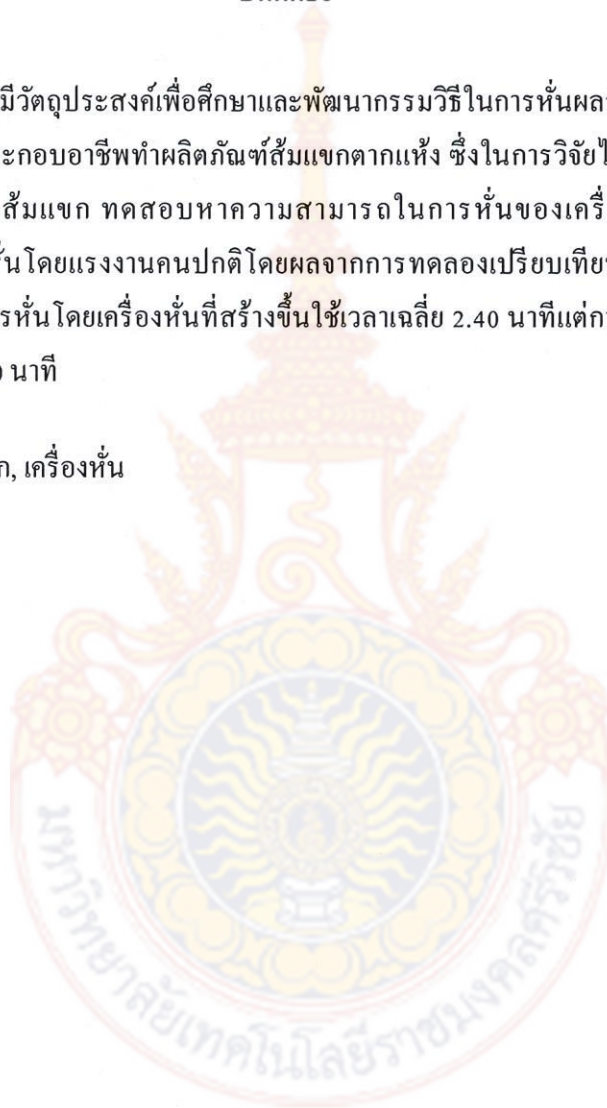 มีวัตถุประสงค์เพื่อศึกษาและพัฒนากรรมวิธีในการหั่นผล
ะกอบอาชีพทำผลิตภัณฑ์ส้มแขกตากแห้ง ซึ่งในการวิจัย
ส้มแขก ทดสอบหาความสามารถในการหั่นของเครื่
ั่นโดยแรงงานคนปกติโดยผลจากการทดลองเปรียบเทีย
รหั่นโดยเครื่องหั่นที่สร้างขึ้นใช้เวลาเฉลี่ย 2.40 นาทีแต่
นาที
ก, เครื่องหั่น
มหาวิทยาลัยเทคโนโลยีราชมงคลศรีวิชัย